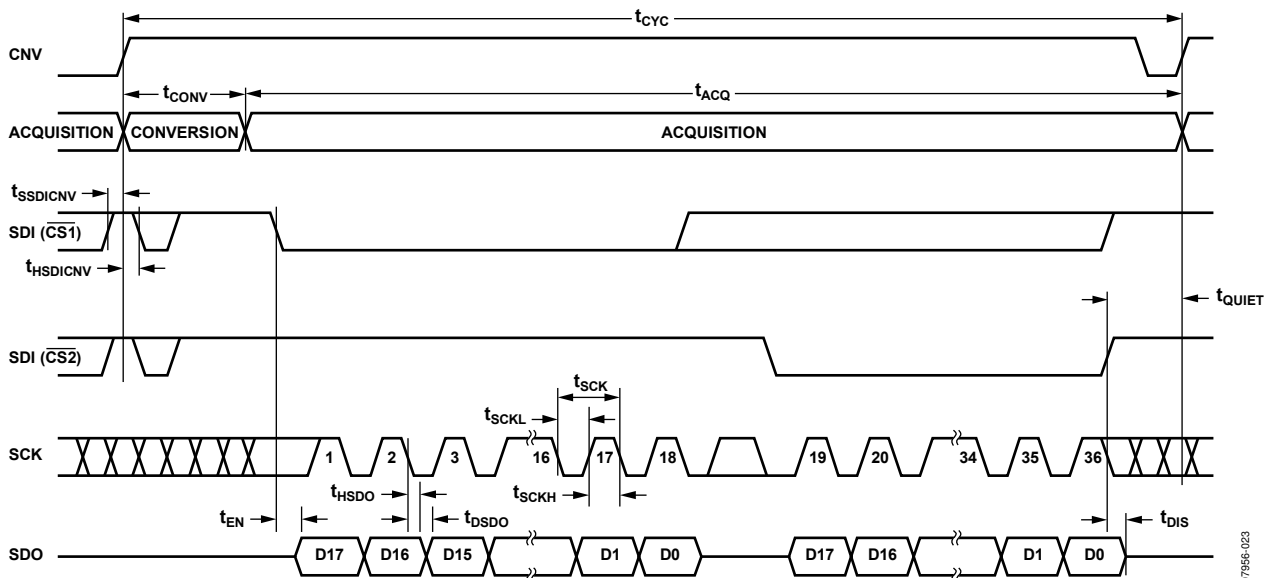 tCYC
CNV
tCONV
tACQ
ACQUISITION
CONVERSION
ACQUISITION
tSSDICNV
SDI (CS1)
tHSDICNV
tQUIET
SDI (CS2)
tSCK
tSCKL
SCK
1 2 3 16 17 18 19 20 34 35 36
tHSDO
tSCKH
tEN
tDSDO
tDIS
SDO
D17 D16 D15 D1 D0 D17 D16 D1 D0